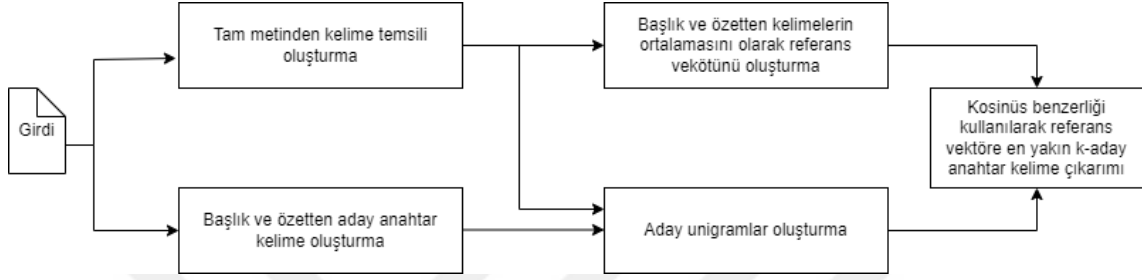 Girdi
Tam metinden kelime temsili
oluşturma
Başlık ve özetten kelimelerin
ortalamasını olarak referans
vekötünü oluşturma
Kosinüs benzerliği
kullanılarak referans
vektöre en yakın k-aday
anahtar kelime çıkarımı
Başlık ve özetten aday anahtar
kelime oluşturma
Aday unigramlar oluşturma